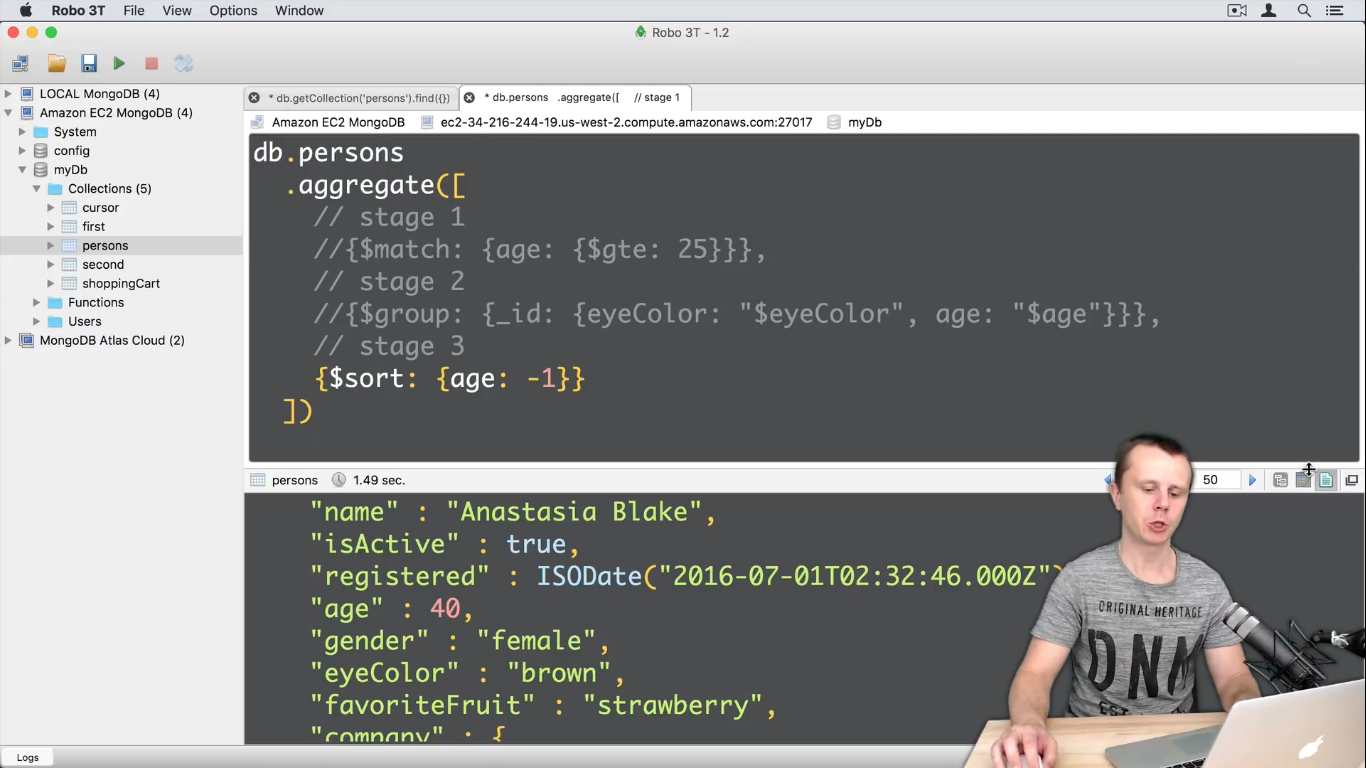 Robo 3T File View Options Window
Robo 3T - 1.2
LOCAL MongoDB (4)
Amazon EC2 MongoDB (4)
System
config
myDb
Collections (5)
cursor
first
persons
second
shoppingCart
Functions
Users
MongoDB Atlas Cloud (2)
* db.getCollection('persons').find({})
* db.persons .aggregate([ // stage 1
Amazon EC2 MongoDB ec2-34-216-244-19.us-west-2.compute.amazonaws.com:27017 myDb
db.persons
.aggregate([
// stage 1
//{$match: {age: {$gte: 25}}},
// stage 2
//{$group: {_id: {eyeColor: "$eyeColor", age: "$age"}}},
// stage 3
{$sort: {age: -1}}
])
persons 1.49 sec. 50
"name" : "Anastasia Blake",
"isActive" : true,
"registered" : ISODate("2016-07-01T02:32:46.000Z")
"age" : 40,
"gender" : "female",
"eyeColor" : "brown",
"favoriteFruit" : "strawberry",
"company" : {
ORIGINAL HERITAGE
DNM
Logs